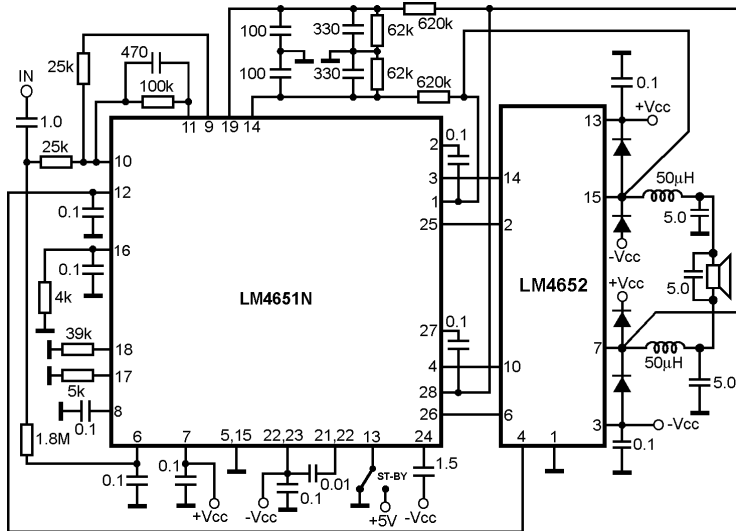 100
330
62k
620k
470
25k
IN
100k
100
330
62k
620k
0.1
1.0
11
9
19
14
13
+Vcc
25k
10
2
0.1
12
3
14
15
50µH
1
0.1
25
2
5.0
16
-Vcc
0.1
LM4651N
LM4652
+Vcc
5.0
4k
27
0.1
39k
18
7
4
10
50µH
17
28
5k
8
26
6
5.0
0.1
3
-Vcc
1.8M
6
7
5,15
22,23
21,22
13
24
4
1
0.1
0.1
0.1
0.01
ST-BY
1.5
0.1
+Vcc
-Vcc
+5V
-Vcc